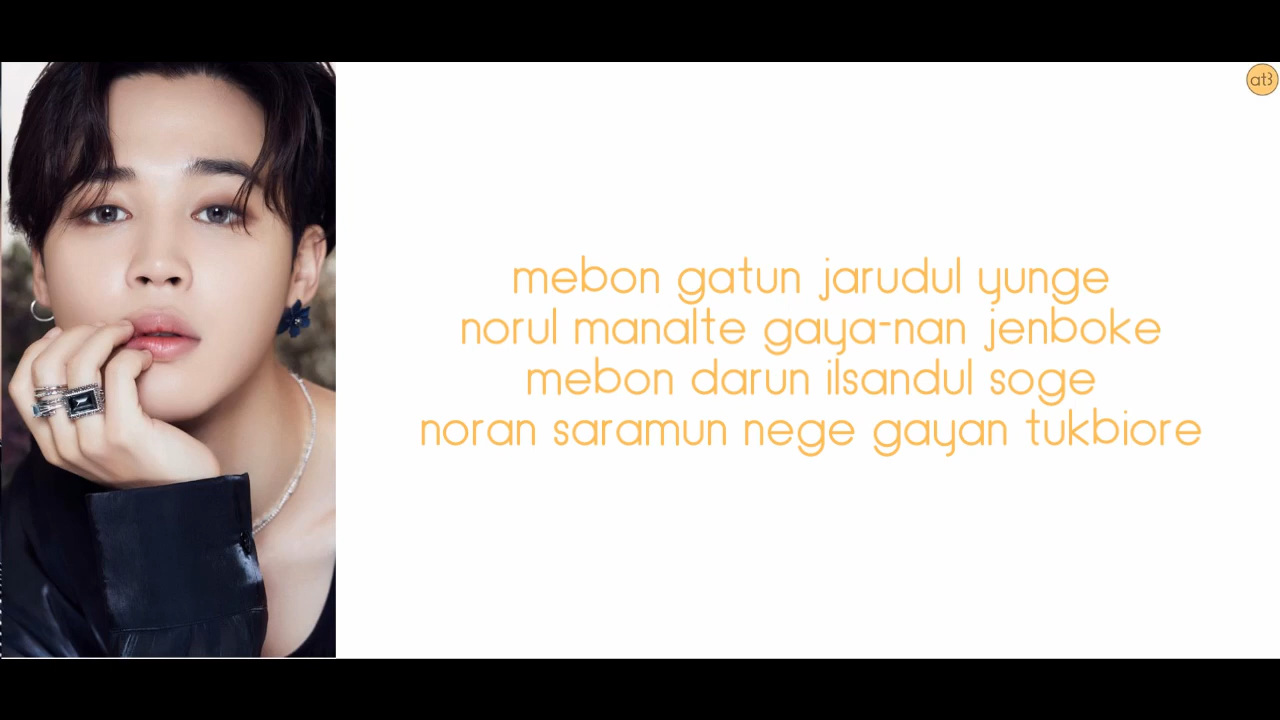 at3
mebon gatun jarudul yunge
norul manalte gaya-nan jenboke
mebon darun ilsandul soge
noran saramun nege gayan tukbiore